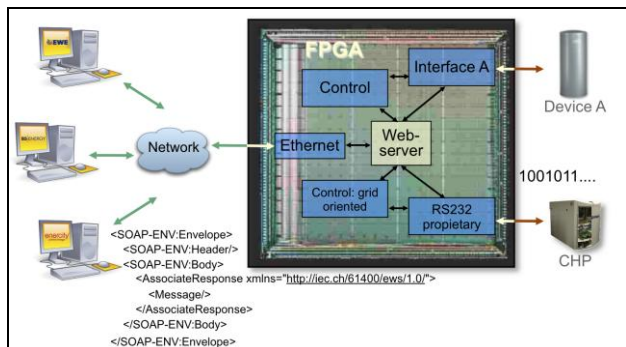 EWE
FPGA
Interface A
Control
Device A
Ethernet
Web-
server
Network
1001011....
Control: grid
oriented
RS232
propietary
CHP
enercity
<SOAP-ENV:Envelope>
<SOAP-ENV:Header/>
<SOAP-ENV:Body>
<AssociateResponse xmlns="http://iec.ch/61400/ews/1.0/">
<Message/>
</AssociateResponse>
</SOAP-ENV:Body>
</SOAP-ENV:Envelope>